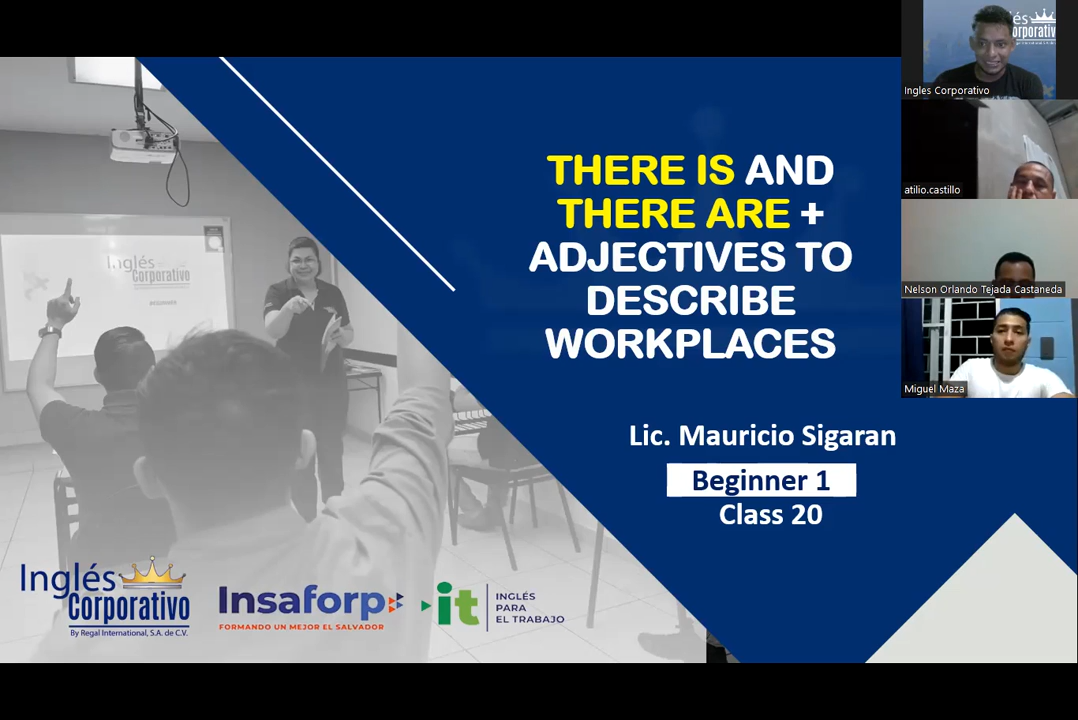 THERE IS AND
THERE ARE +
ADJECTIVES TO
DESCRIBE
WORKPLACES
Lic. Mauricio Sigaran
Beginner 1
Class 20
Inglés
Corporativo
Inglés
Corporativo
By Regal International, S.A. de C.V.
Insaforp
FORMANDO UN MEJOR EL SALVADOR
it
INGLÉS
PARA
EL TRABAJO
Ingles Corporativo
atilio.castillo
Nelson Orlando Tejada Castaneda
Miguel Maza